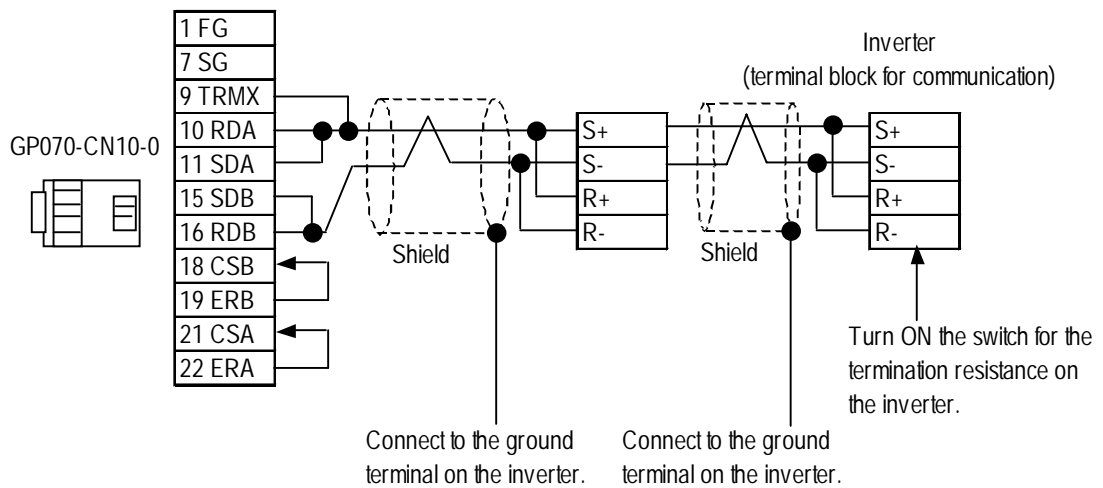 GP070-CN10-0
1 FG
7 SG
9 TRMX
10 RDA
11 SDA
15 SDB
16 RDB
18 CSB
19 ERB
21 CSA
22 ERA
Shield
Connect to the ground
terminal on the inverter.
S+
S-
R+
R-
Shield
Connect to the ground
terminal on the inverter.
Inverter
(terminal block for communication)
S+
S-
R+
R-
Turn ON the switch for the
termination resistance on
the inverter.